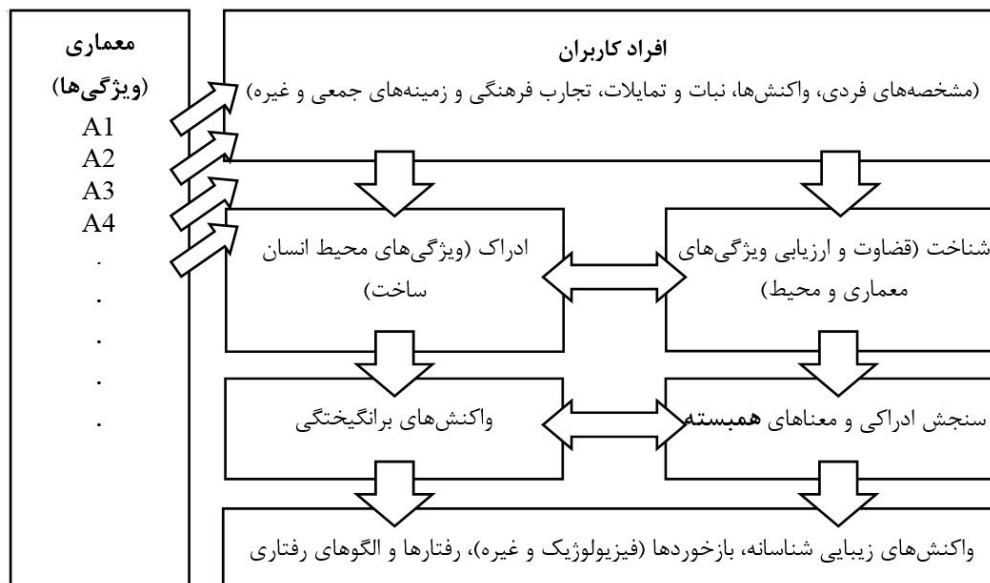 معماری
(ویژگی‌ها)
A1
A2
A3
A4
.
.
.
.
.
افراد کاربران
(مشخصه‌های فردی، واکنش‌ها، نبات و تمایلات، تجارب فرهنگی و زمینه‌های جمعی و غیره)
شناخت (قضاوت و ارزیابی ویژگی‌های
معماری و محیط)
ادراک (ویژگی‌های محیط انسان
ساخت)
سنجش ادراکی و معناهای همبسته
واکنش‌های برانگیختگی
واکنش‌های زیبایی شناسانه، بازخوردها (فیزیولوژیک و غیره)، رفتارها و الگوهای رفتاری